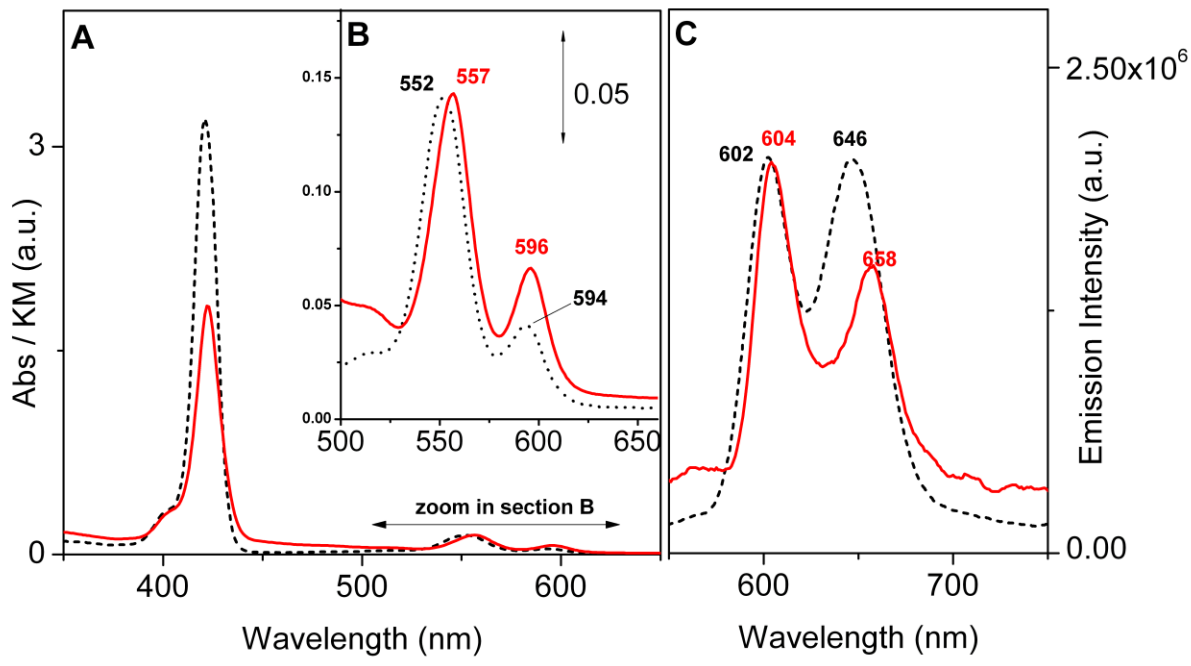 A
3
0
Abs / KM (a.u.)
400
500
600
Wavelength (nm)
zoom in section B
B
0.15
0.10
0.05
0.00
500
550
600
650
552
557
596
594
0.05
C
602
604
646
658
600
700
Wavelength (nm)
2.50x10⁶
0.00
Emission Intensity (a.u.)